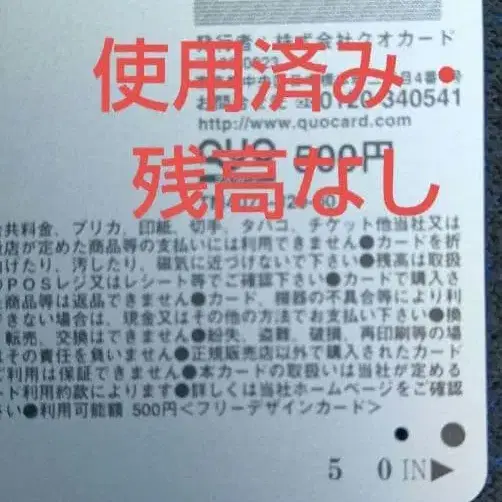 発行者・株式会社クオカード
使用済み・
0120-340541
http://www.quocard.com
QUO 500円
残高なし
共料金、プリカ、印紙、切手、タバコ、チケット他当社又は
店が定めた商品等の支払いには利用できません●カードを折
けたり、汚したり、磁気に近づけないで下さい●残高は取扱
POSレジ又はレシート等でご確認下さい●カードで購入さ
商品等は返品できません●カード、機器の不具合等により利
きない場合は、現金又はその他の方法でお支払い下さい●換
、転売、交換はできません●紛失、盗難、破損、再印刷等の場
はその責任を負いません●正規販売店以外で購入されたカード
ご利用は保証できません●本カードの取扱いは当社が定める
ード利用約款によります●詳しくは当社ホームページをご確認
さい●利用可能額 500円<フリーデザインカード>
5 0 IN▶